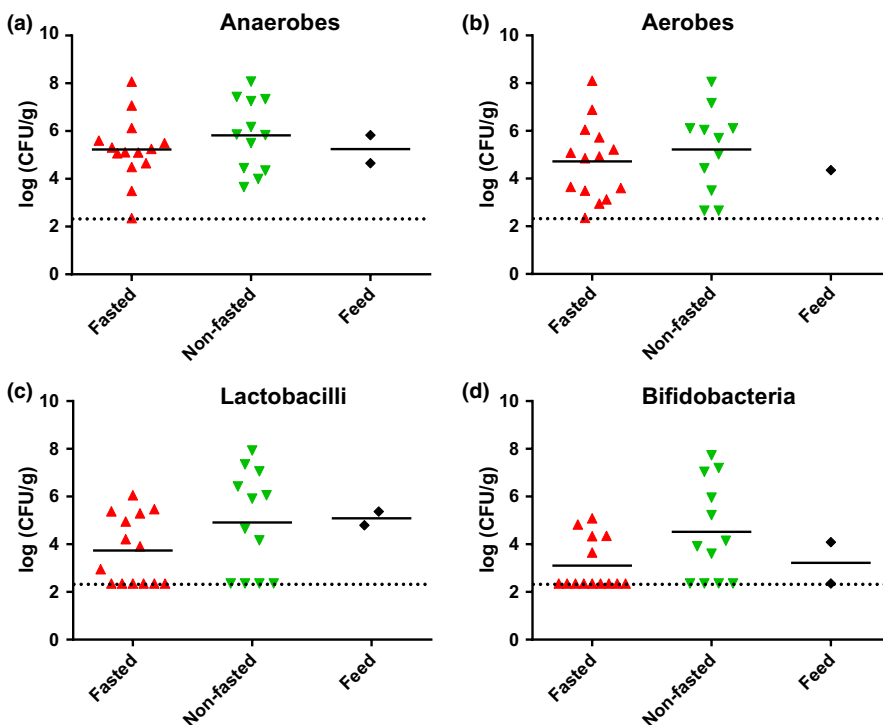 (a) Anaerobes
10
8
6
4
2
0
log (CFU/g)
Fasted
Non-fasted
Feed
(b) Aerobes
10
8
6
4
2
0
log (CFU/g)
Fasted
Non-fasted
Feed
(c) Lactobacilli
10
8
6
4
2
0
log (CFU/g)
Fasted
Non-fasted
Feed
(d) Bifidobacteria
10
8
6
4
2
0
log (CFU/g)
Fasted
Non-fasted
Feed